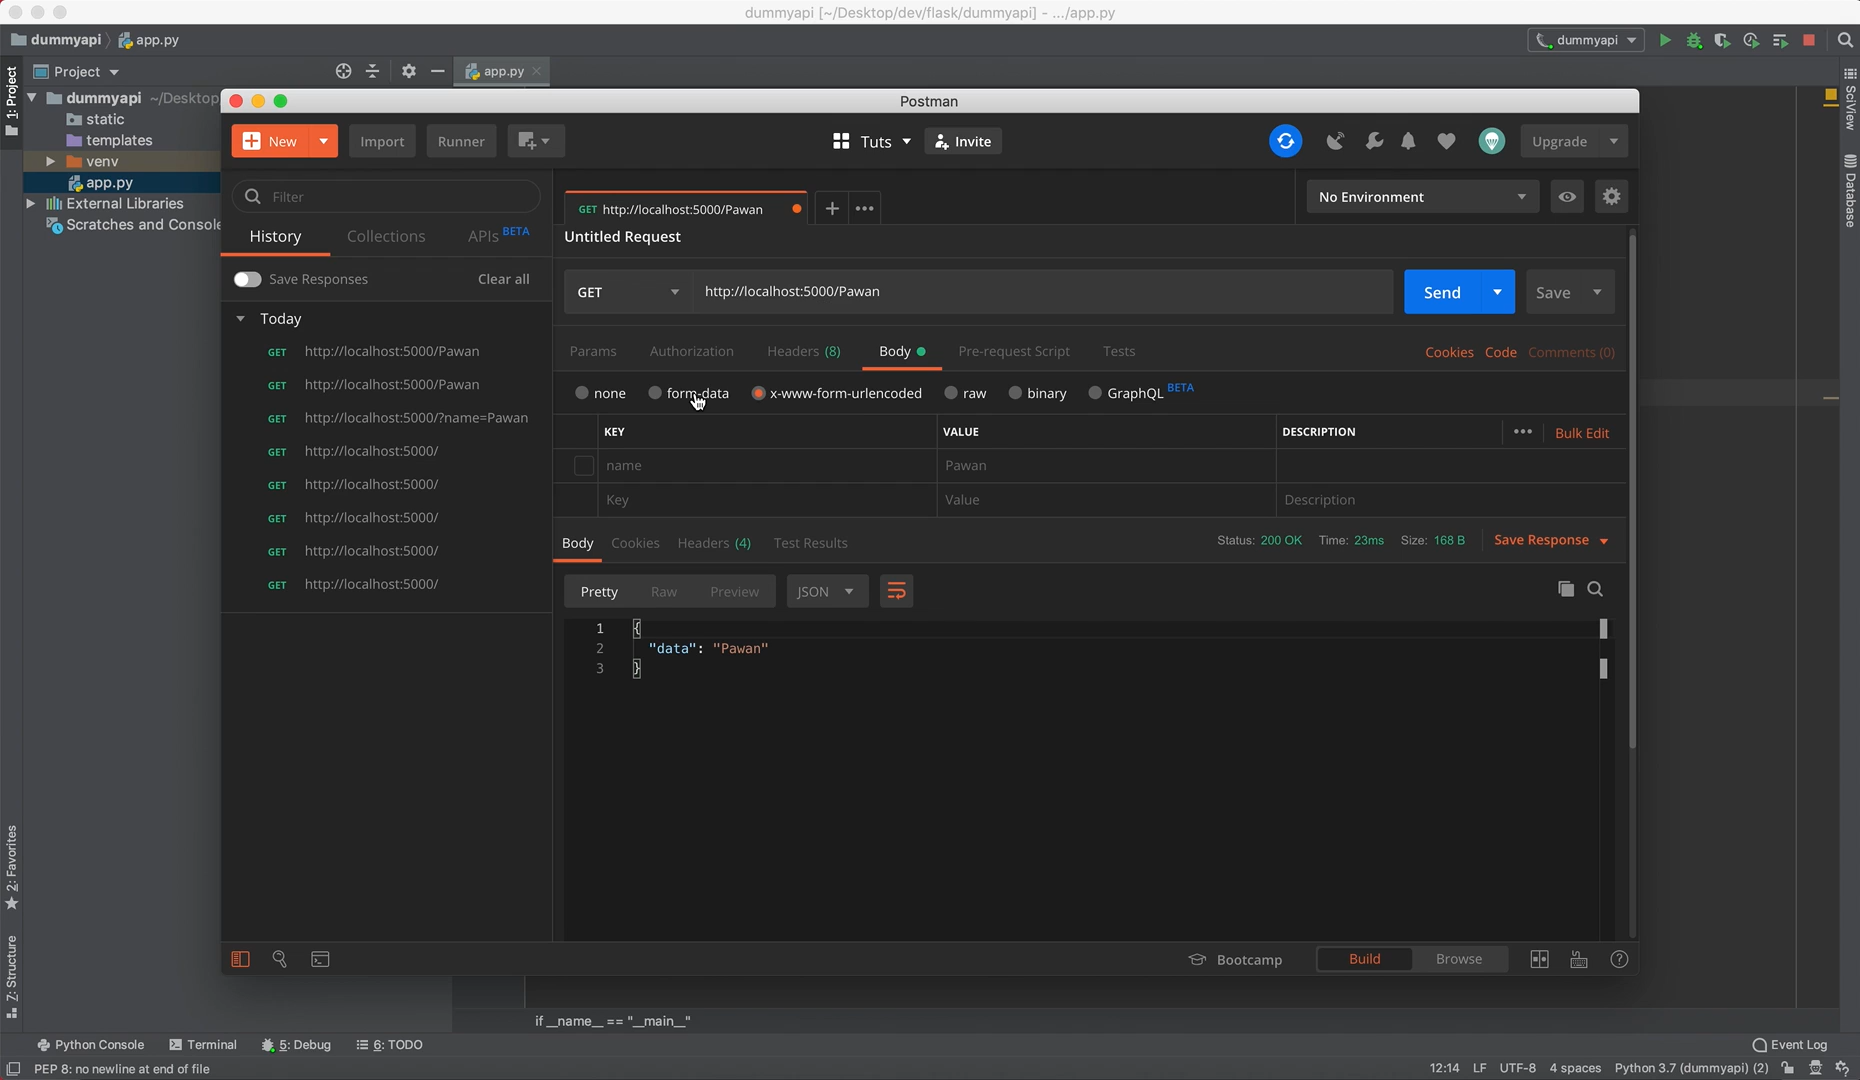 dummyapi [~/Desktop/dev/flask/dummyapi] - .../app.py
dummyapi
app.py
dummyapi
Project
app.py
1: Project
dummyapi ~/Desktop
static
templates
venv
app.py
External Libraries
Scratches and Console
SciView
Database
2: Favorites
7: Structure
Postman
New
Import
Runner
Tuts
Invite
Upgrade
Filter
History
Collections
APIs BETA
Save Responses
Clear all
Today
GET http://localhost:5000/Pawan
GET http://localhost:5000/Pawan
GET http://localhost:5000/?name=Pawan
GET http://localhost:5000/
GET http://localhost:5000/
GET http://localhost:5000/
GET http://localhost:5000/
GET http://localhost:5000/
GET http://localhost:5000/Pawan
No Environment
Untitled Request
GET
http://localhost:5000/Pawan
Send
Save
Params
Authorization
Headers (8)
Body
Pre-request Script
Tests
Cookies
Code
Comments (0)
none
form-data
x-www-form-urlencoded
raw
binary
GraphQL BETA
KEY
VALUE
DESCRIPTION
Bulk Edit
name
Pawan
Key
Value
Description
Body
Cookies
Headers (4)
Test Results
Status: 200 OK
Time: 23ms
Size: 168 B
Save Response
Pretty
Raw
Preview
JSON
1 {
2 "data": "Pawan"
3 }
Bootcamp
Build
Browse
if __name__ == "__main__"
Python Console
Terminal
5: Debug
6: TODO
Event Log
PEP 8: no newline at end of file
12:14
LF
UTF-8
4 spaces
Python 3.7 (dummyapi) (2)